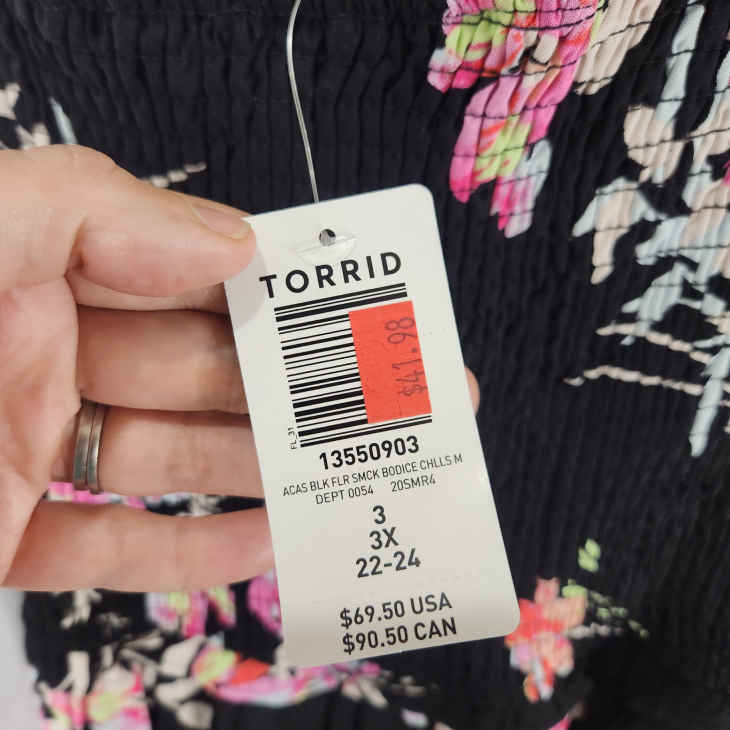 TORRID
$41.98
FL_31
13550903
ACAS BLK FLR SMCK BODICE CHLLS M
DEPT 0054 20SMR4
3
3X
22-24
$69.50 USA
$90.50 CAN